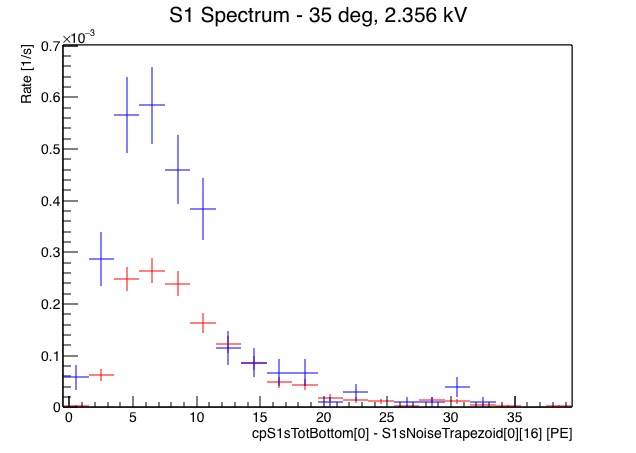 S1 Spectrum - 35 deg, 2.356 kV
×10⁻³
Rate [1/s]
0.7
0.6
0.5
0.4
0.3
0.2
0.1
0
0 5 10 15 20 25 30 35
cpS1sTotBottom[0] - S1sNoiseTrapezoid[0][16] [PE]